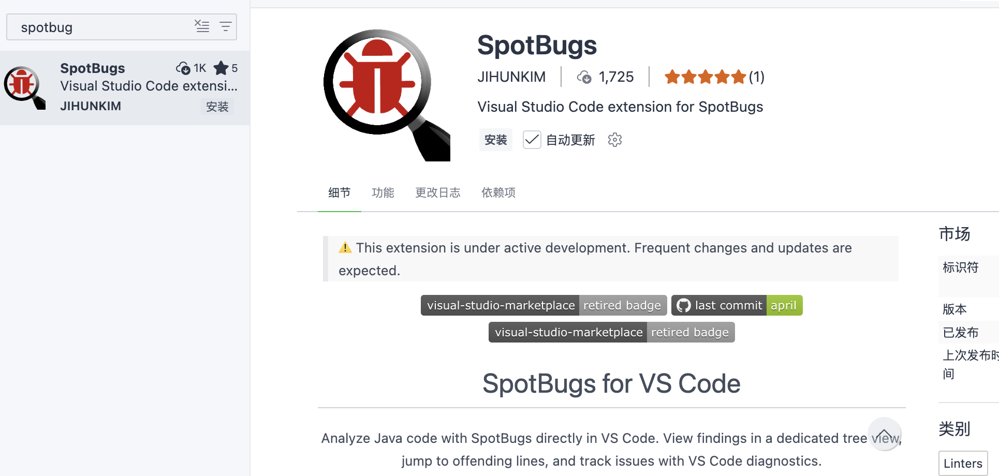 spotbug
SpotBugs 1K 5
Visual Studio Code extensi...
JIHUNKIM 安装
SpotBugs
JIHUNKIM 1,725 (1)
Visual Studio Code extension for SpotBugs
安装 自动更新
细节 功能 更改日志 依赖项
This extension is under active development. Frequent changes and updates are
expected.
visual-studio-marketplace retired badge last commit april
visual-studio-marketplace retired badge
SpotBugs for VS Code
Analyze Java code with SpotBugs directly in VS Code. View findings in a dedicated tree view,
jump to offending lines, and track issues with VS Code diagnostics.
市场
标识符
版本
已发布
上次发布时
间
类别
Linters